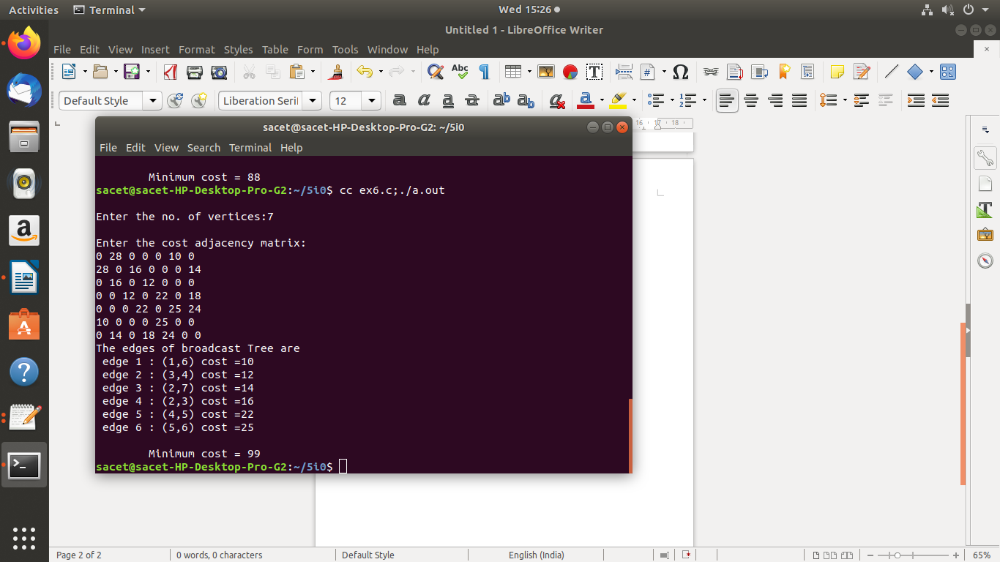 Activities Terminal Wed 15:26
Untitled 1 - LibreOffice Writer
File Edit View Insert Format Styles Table Form Tools Window Help
Default Style Liberation Seri 12
16 17 18
sacet@sacet-HP-Desktop-Pro-G2: ~/5i0
File Edit View Search Terminal Help
Minimum cost = 88
sacet@sacet-HP-Desktop-Pro-G2:~/5i0$ cc ex6.c;./a.out
Enter the no. of vertices:7
Enter the cost adjacency matrix:
0 28 0 0 0 10 0
28 0 16 0 0 0 14
0 16 0 12 0 0 0
0 0 12 0 22 0 18
0 0 0 22 0 25 24
10 0 0 0 25 0 0
0 14 0 18 24 0 0
The edges of broadcast Tree are
edge 1 : (1,6) cost =10
edge 2 : (3,4) cost =12
edge 3 : (2,7) cost =14
edge 4 : (2,3) cost =16
edge 5 : (4,5) cost =22
edge 6 : (5,6) cost =25
Minimum cost = 99
sacet@sacet-HP-Desktop-Pro-G2:~/5i0$
Page 2 of 2 0 words, 0 characters Default Style English (India) 65%